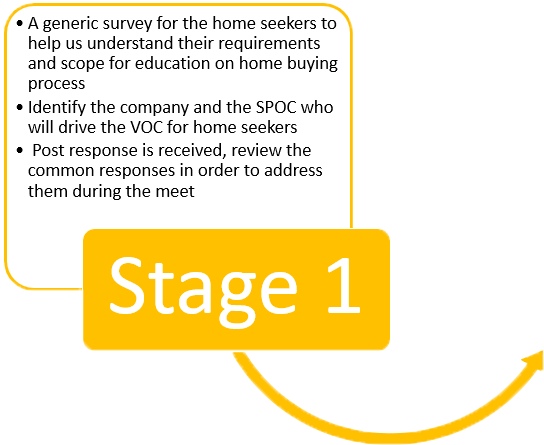 • A generic survey for the home seekers to
help us understand their requirements
and scope for education on home buying
process
• Identify the company and the SPOC who
will drive the VOC for home seekers
• Post response is received, review the
common responses in order to address
them during the meet
Stage 1